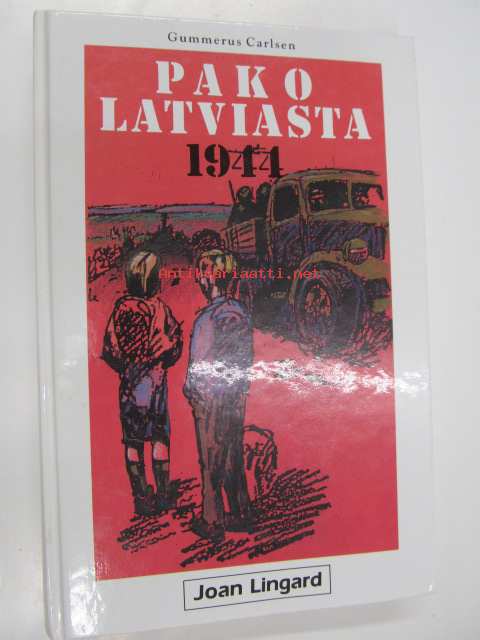 Gummerus Carlsen
PAKO
LATVIASTA
1944
Antikvariaatti.net
Joan Lingard